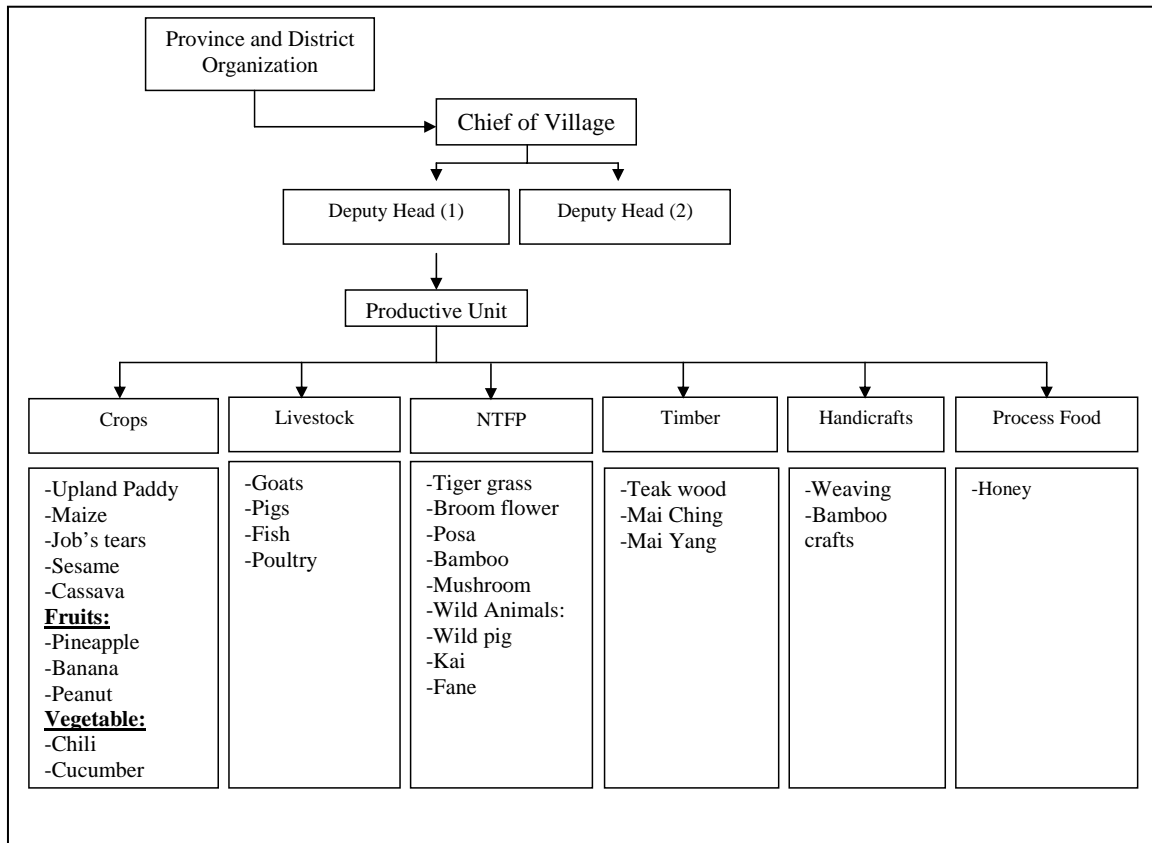 Province and District
Organization
Chief of Village
Deputy Head (1)
Deputy Head (2)
Productive Unit
Crops
Livestock
NTFP
Timber
Handicrafts
Process Food
-Upland Paddy
-Maize
-Job's tears
-Sesame
-Cassava
Fruits:
-Pineapple
-Banana
-Peanut
Vegetable:
-Chili
-Cucumber
-Goats
-Pigs
-Fish
-Poultry
-Tiger grass
-Broom flower
-Posa
-Bamboo
-Mushroom
-Wild Animals:
-Wild pig
-Kai
-Fane
-Teak wood
-Mai Ching
-Mai Yang
-Weaving
-Bamboo
crafts
-Honey